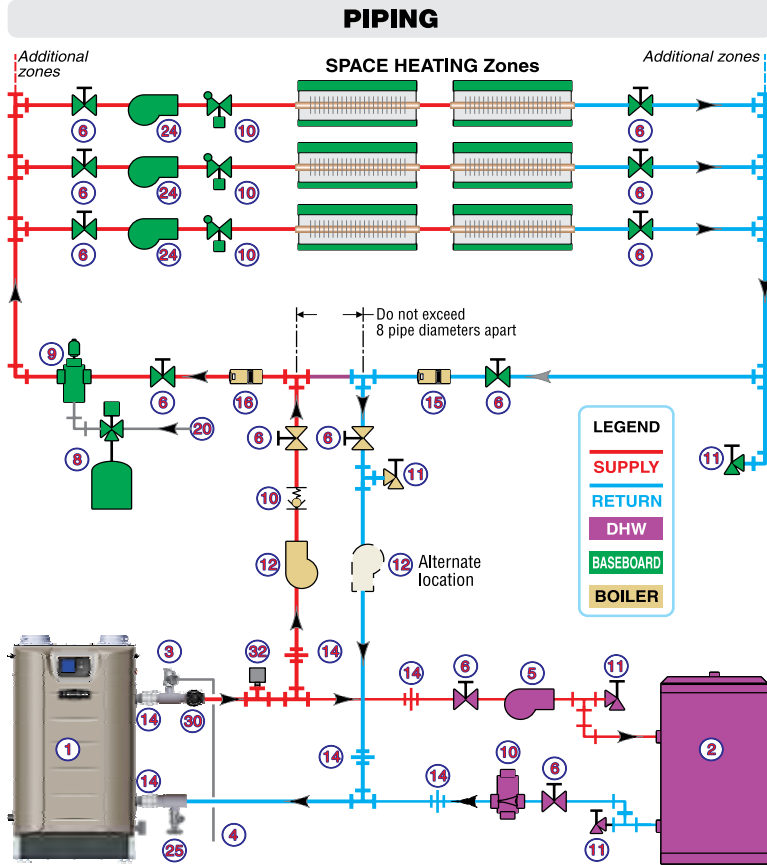 PIPING
Additional
zones
SPACE HEATING Zones
Additional zones
6 24 10 6
6 24 10 6
6 24 10 6
Do not exceed
8 pipe diameters apart
9
6 16 15 6
20
8
6 6
11
11
10
12
12 Alternate
location
LEGEND
SUPPLY
RETURN
DHW
BASEBOARD
BOILER
3
32
14
14
6
5
11
14
30
1
2
14
14
14
10
6
25
4
11